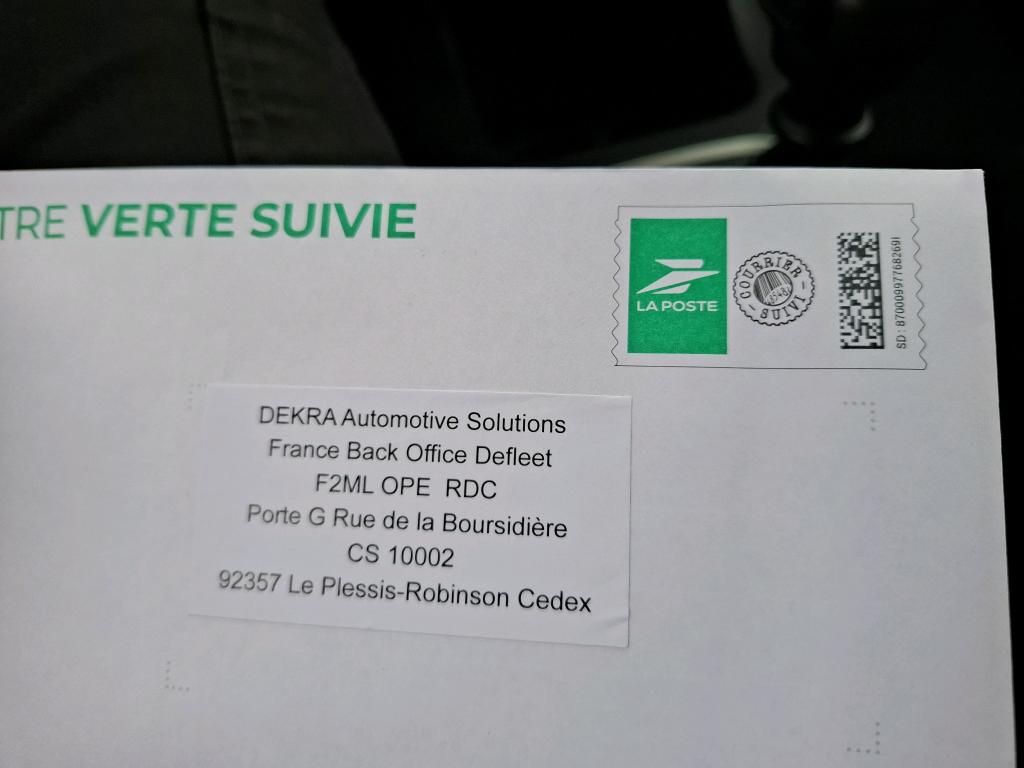 TRE VERTE SUIVIE
LA POSTE
COURRIER
SUIVI
SD : 87000997768269I
DEKRA Automotive Solutions
France Back Office Defleet
F2ML OPE RDC
Porte G Rue de la Boursidière
CS 10002
92357 Le Plessis-Robinson Cedex